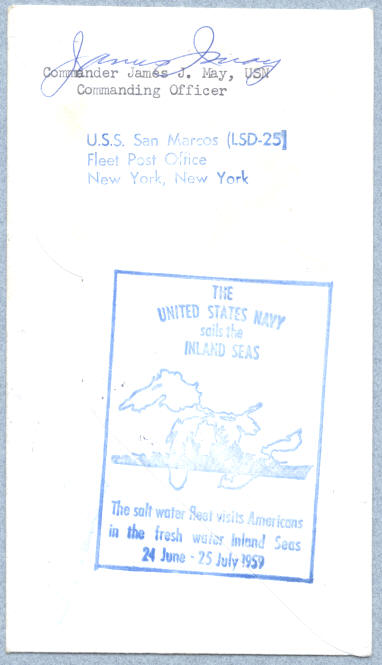 James J May
Commander James J. May, USN
Commanding Officer
U.S.S. San Marcos (LSD-25)
Fleet Post Office
New York, New York
THE
UNITED STATES NAVY
sails the
INLAND SEAS
The salt water fleet visits Americans
in the fresh water Inland Seas
24 June - 25 July 1959